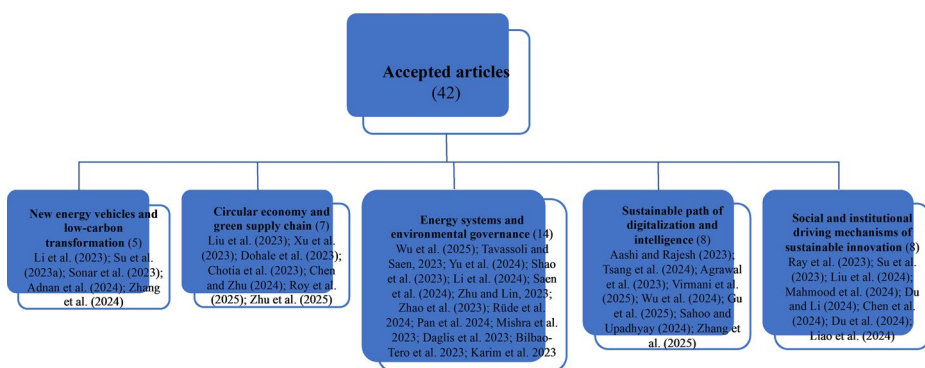 Accepted articles
(42)
New energy vehicles and
low-carbon
transformation (5)
Li et al. (2023); Su et al.
(2023a); Sonar et al. (2023);
Adnan et al. (2024); Zhang
et al. (2024)
Circular economy and
green supply chain (7)
Liu et al. (2023); Xu et al.
(2023); Dohale et al. (2023);
Chotia et al. (2023); Chen
and Zhu (2024); Roy et al.
(2025); Zhu et al. (2025)
Energy systems and
environmental governance (14)
Wu et al. (2025); Tavassoli and
Saen, 2023; Yu et al. (2024); Shao
et al. (2023); Li et al. (2024); Saen
et al. (2024); Zhu and Lin, 2023;
Zhao et al. (2023); Rüde et al.
2024; Pan et al. 2024; Mishra et al.
2023; Daglis et al. 2023; Bilbao-
Tero et al. 2023; Karim et al. 2023
Sustainable path of
digitalization and
intelligence (8)
Aashi and Rajesh (2023);
Tsang et al. (2024); Agrawal
et al. (2023); Virmani et al.
(2025); Wu et al. (2024); Gu
et al. (2025); Sahoo and
Upadhyay (2024); Zhang et
al. (2025)
Social and institutional
driving mechanisms of
sustainable innovation (8)
Ray et al. (2023); Su et al.
(2023); Liu et al. (2024);
Mahmood et al. (2024); Du
and Li (2024); Chen et al.
(2024); Du et al. (2024);
Liao et al. (2024)